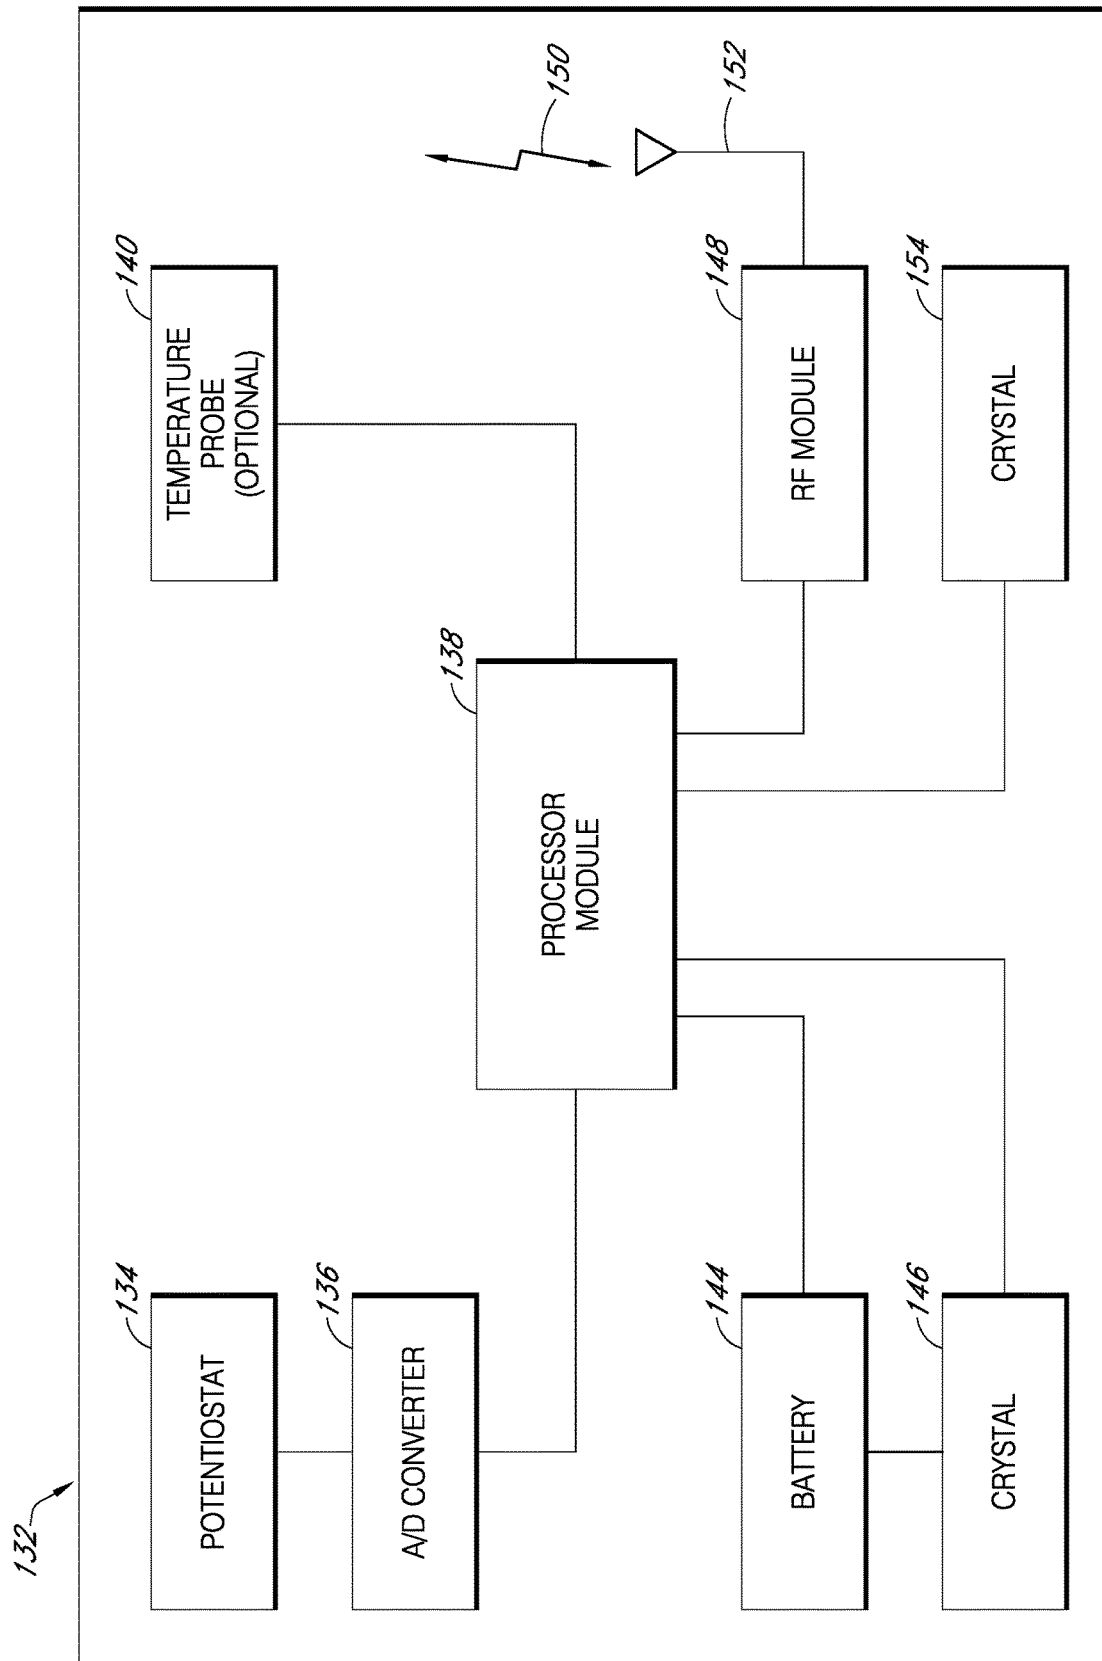 132
134
POTENTIOSTAT
136
A/D CONVERTER
140
TEMPERATURE
PROBE
(OPTIONAL)
138
PROCESSOR
MODULE
150
152
144
BATTERY
148
RF MODULE
146
CRYSTAL
154
CRYSTAL